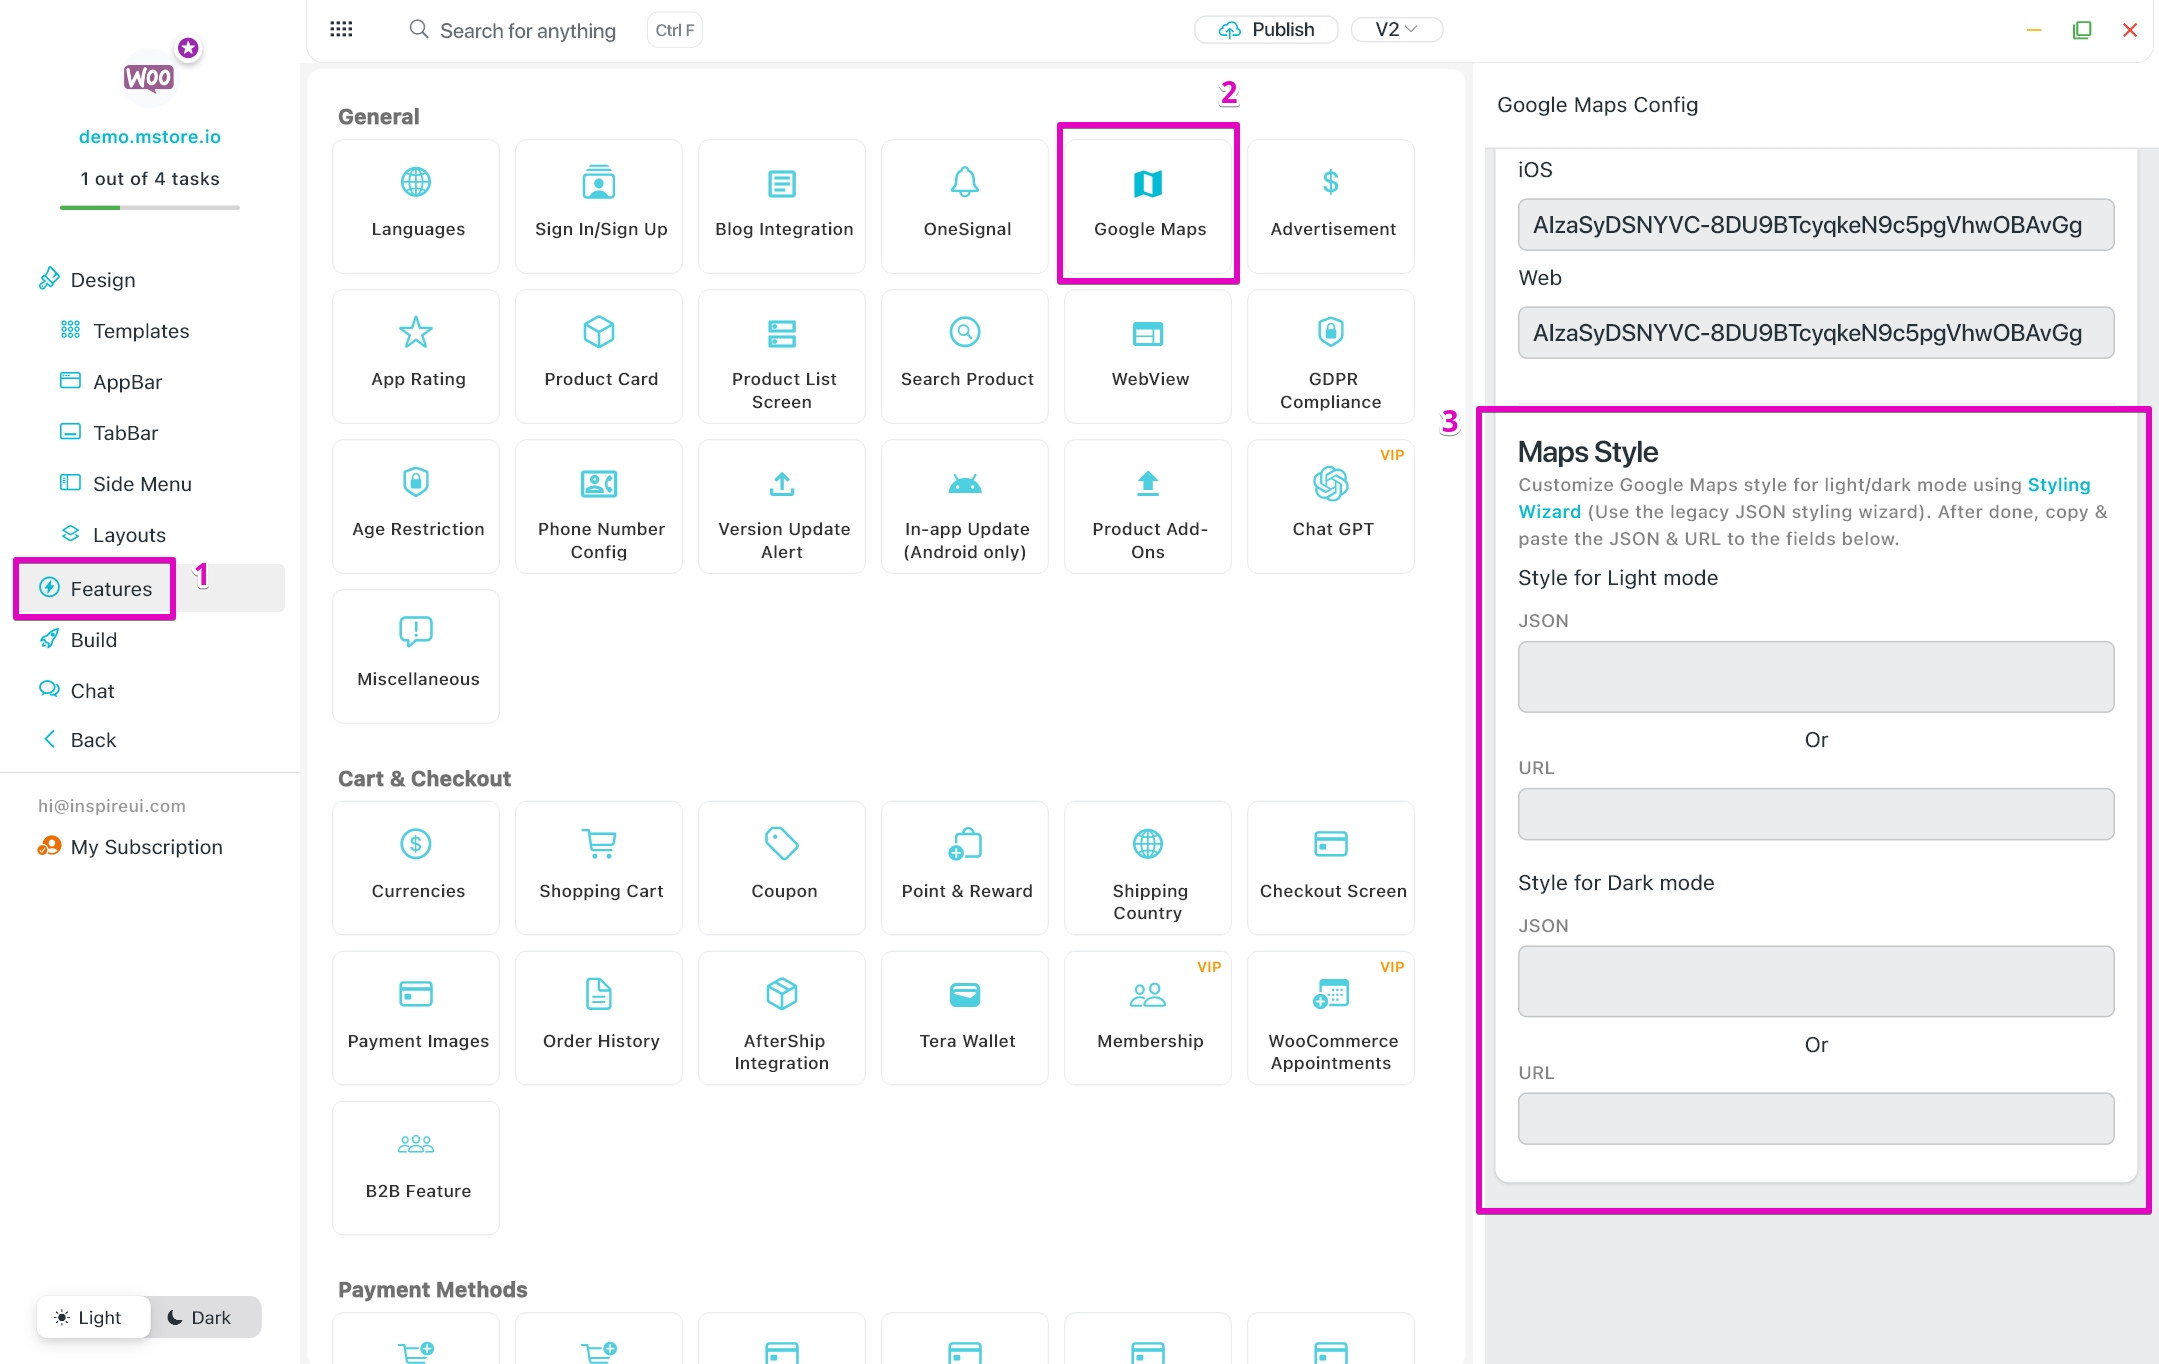 WOO
demo.mstore.io
1 out of 4 tasks
Design
Templates
AppBar
TabBar
Side Menu
Layouts
Features
1
Build
Chat
Back
hi@inspireui.com
My Subscription
Light
Dark
Search for anything
Ctrl F
Publish
V2
General
2
Languages
Sign In/Sign Up
Blog Integration
OneSignal
Google Maps
Advertisement
App Rating
Product Card
Product List
Screen
Search Product
WebView
GDPR
Compliance
Age Restriction
Phone Number
Config
Version Update
Alert
In-app Update
(Android only)
Product Add-
Ons
VIP
Chat GPT
Miscellaneous
Cart & Checkout
Currencies
Shopping Cart
Coupon
Point & Reward
Shipping
Country
Checkout Screen
Payment Images
Order History
AfterShip
Integration
Tera Wallet
VIP
Membership
VIP
WooCommerce
Appointments
B2B Feature
Payment Methods
Google Maps Config
iOS
AIzaSyDSNYVC-8DU9BTcyqkeN9c5pgVhwOBAvGg
Web
AIzaSyDSNYVC-8DU9BTcyqkeN9c5pgVhwOBAvGg
3
Maps Style
Customize Google Maps style for light/dark mode using Styling
Wizard (Use the legacy JSON styling wizard). After done, copy &
paste the JSON & URL to the fields below.
Style for Light mode
JSON
Or
URL
Style for Dark mode
JSON
Or
URL